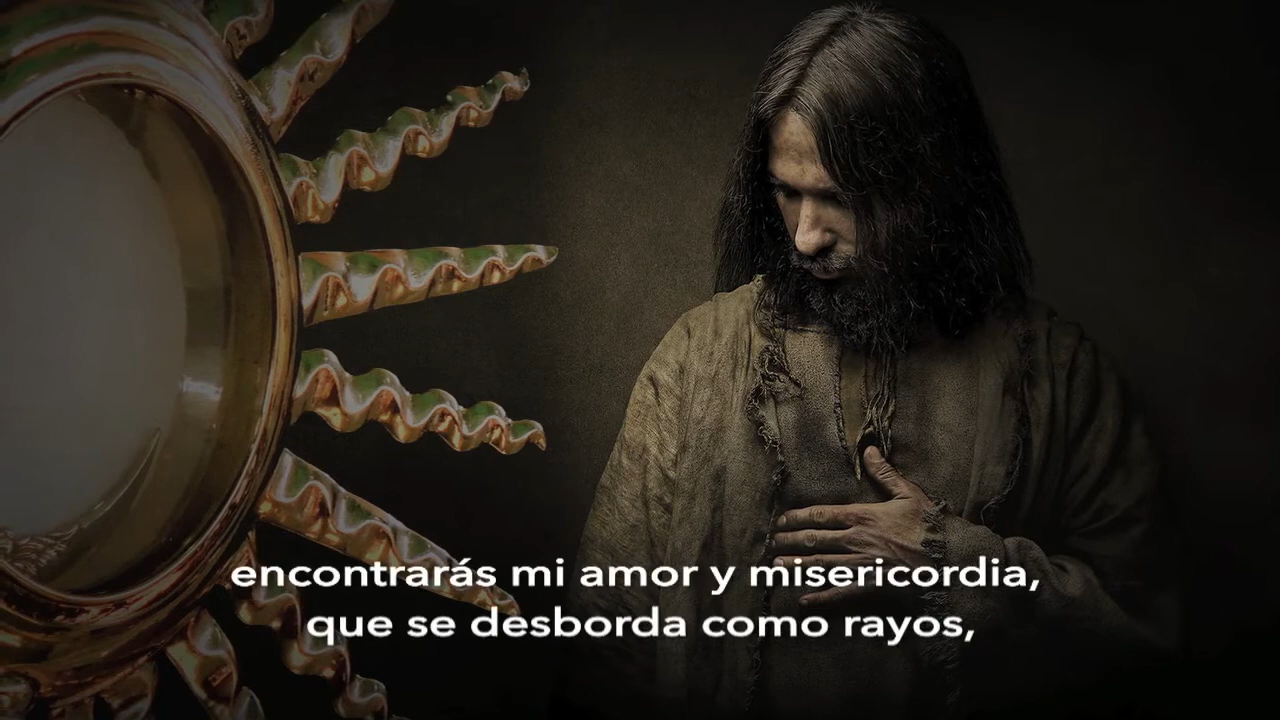 encontrarás mi amor y misericordia,
que se desborda como rayos,